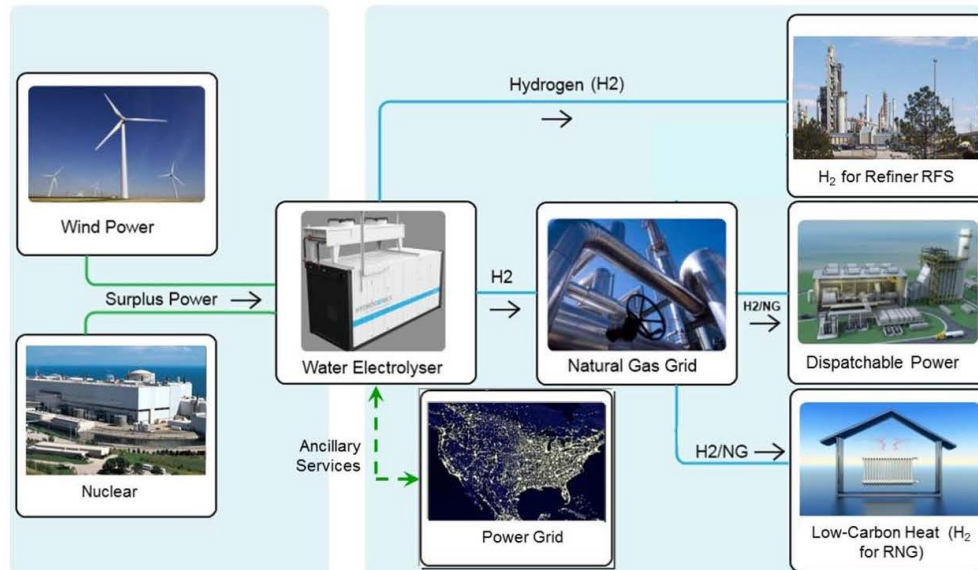 Hydrogen (H2)
H₂ for Refiner RFS
Wind Power
Surplus Power
H2
H2/NG
Water Electrolyser
Natural Gas Grid
Dispatchable Power
Nuclear
Ancillary
Services
Power Grid
H2/NG
Low-Carbon Heat (H₂
for RNG)